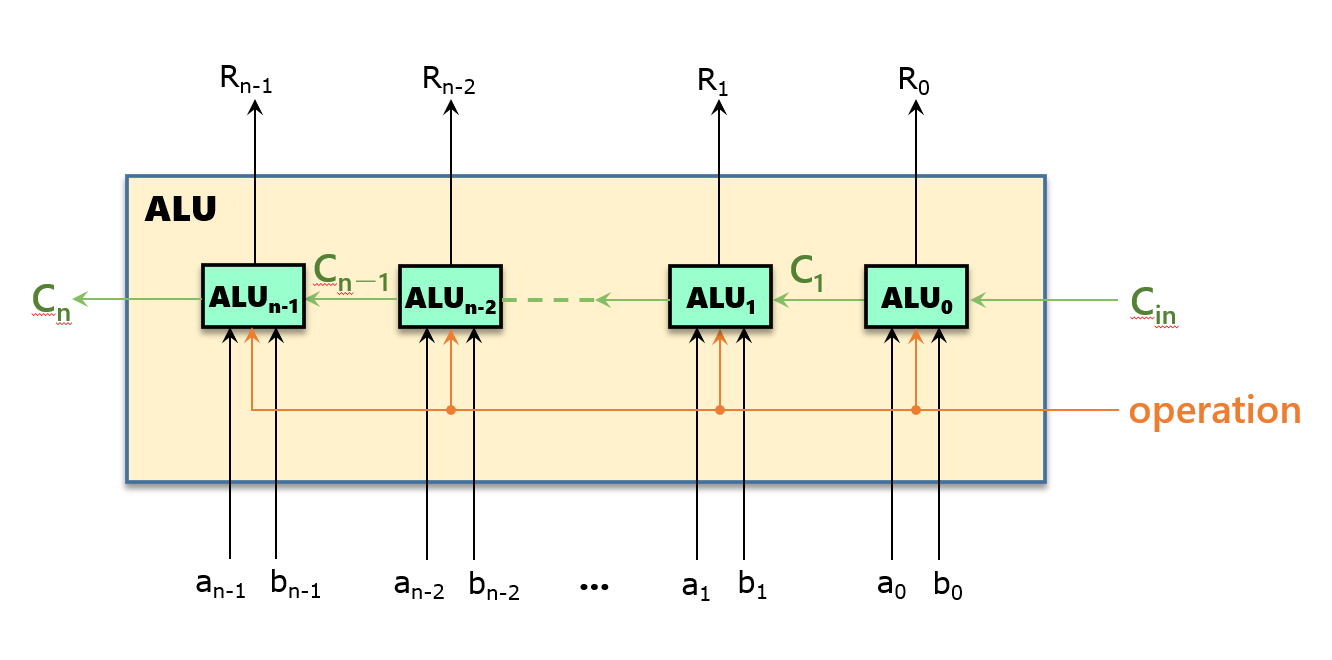 Rₙ₋₁ Rₙ₋₂ R₁ R₀
ALU
Cₙ ALUₙ₋₁ Cₙ₋₁ ALUₙ₋₂ ALU₁ C₁ ALU₀ Cᵢₙ
operation
aₙ₋₁ bₙ₋₁ aₙ₋₂ bₙ₋₂ ... a₁ b₁ a₀ b₀